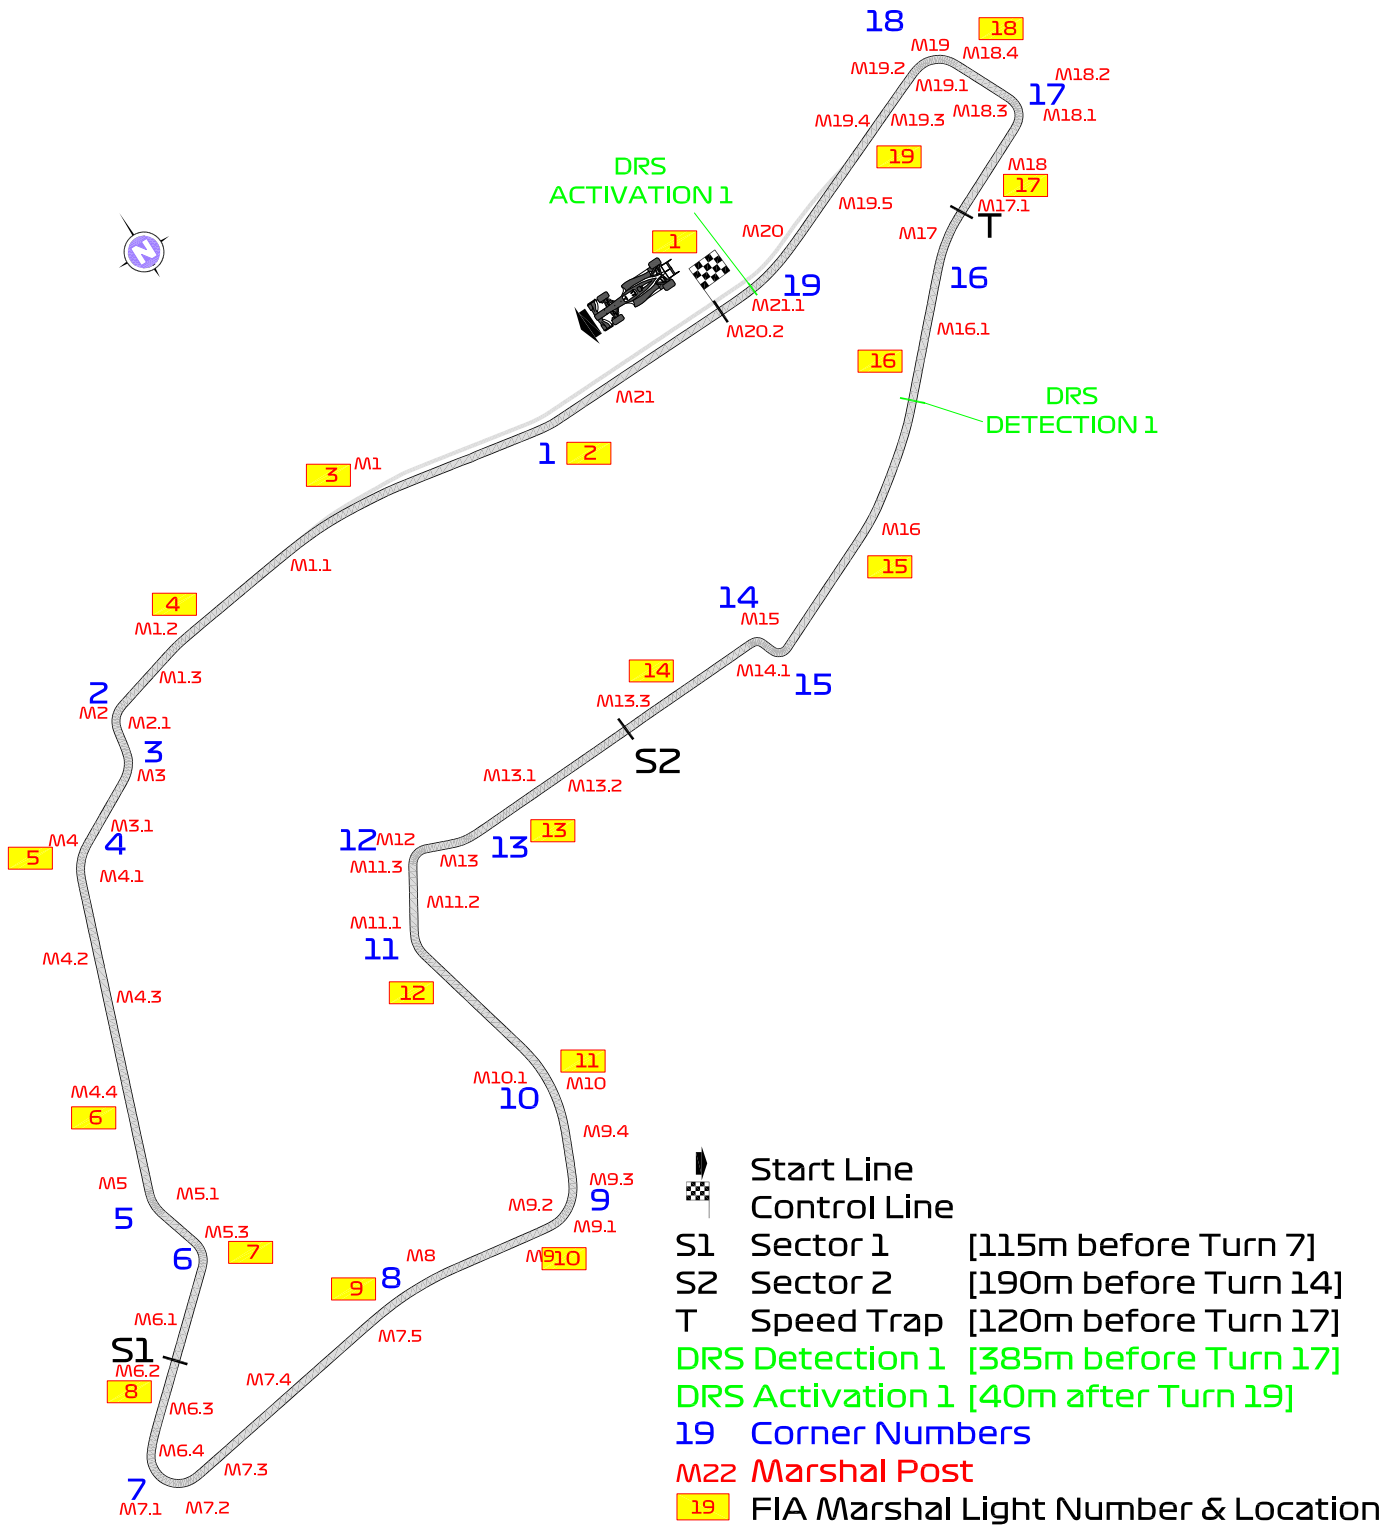 18
18
M19
M18.4
M19.2
M18.2
M19.1
17
M18.3
M18.1
M19.4
M19.3
19
DRS
ACTIVATION 1
M18
17
M19.5
M17.1
T
M20
M17
1
N
16
19
M21.1
M20.2
M16.1
16
M21
DRS
DETECTION 1
1
2
M1
3
M16
M1.1
15
14
4
M15
M1.2
14
M14.1
M1.3
15
2
M13.3
M2
M2.1
3
S2
M3
M13.1
M13.2
M3.1
13
4
M4
12
M12
13
5
M13
M11.3
M4.1
M11.2
M11.1
11
M4.2
12
M4.3
11
M10.1
M10
M4.4
10
6
M9.4
M5
M9.3
M5.1
9
M9.2
5
M9.1
M5.3
7
6
M8
M9
10
8
9
M6.1
M7.5
S1
M6.2
M7.4
8
M6.3
M6.4
M7.3
7
M7.1
M7.2
Start Line
Control Line
S1 Sector 1 [115m before Turn 7]
S2 Sector 2 [190m before Turn 14]
T Speed Trap [120m before Turn 17]
DRS Detection 1 [385m before Turn 17]
DRS Activation 1 [40m after Turn 19]
19 Corner Numbers
M22 Marshal Post
19 FIA Marshal Light Number & Location